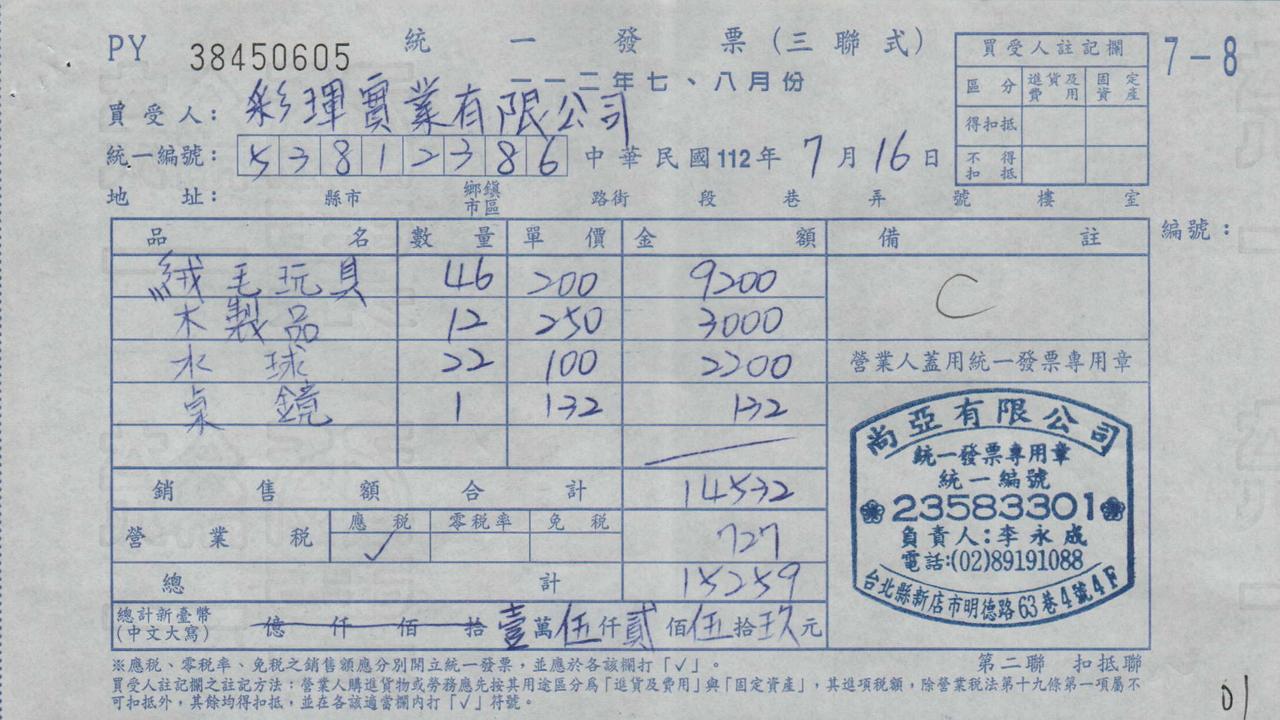 PY 38450605 統一發票(三聯式) 7-8
一一二年七、八月份
買受人: 彩琿實業有限公司
統一編號: 53812386 中華民國112年7月16日
地址: 縣市 鄉鎮市區 路街 段 巷 弄 號 樓 室
買受人註記欄
區分 進貨及費用 固定資產
得扣抵
不得扣抵
編號:
品名 數量 單價 金額 備註
絨毛玩具 46 200 9200 C
木製品 12 250 3000
水球 22 100 2200 營業人蓋用統一發票專用章
桌鏡 1 132 132
銷售額合計 14532
營業稅 應稅 ✓ 零稅率 免稅 727
總計 15259
總計新臺幣(中文大寫) 億 仟 佰 拾 壹萬伍仟貳佰伍拾玖元
尚亞有限公司
統一發票專用章
統一編號
23583301
負責人:李永成
電話:(02)89191088
台北縣新店市明德路63巷4號4F
※應稅、零稅率、免稅之銷售額應分別開立統一發票,並應於各該欄打「✓」。 第二聯 扣抵聯
買受人註記欄之註記方法:營業人購進貨物或勞務應先按其用途區分為「進貨及費用」與「固定資產」,其進項稅額,除營業稅法第十九條第一項屬不
可扣抵外,其餘均得扣抵,並在各該適當欄內打「✓」符號。
01